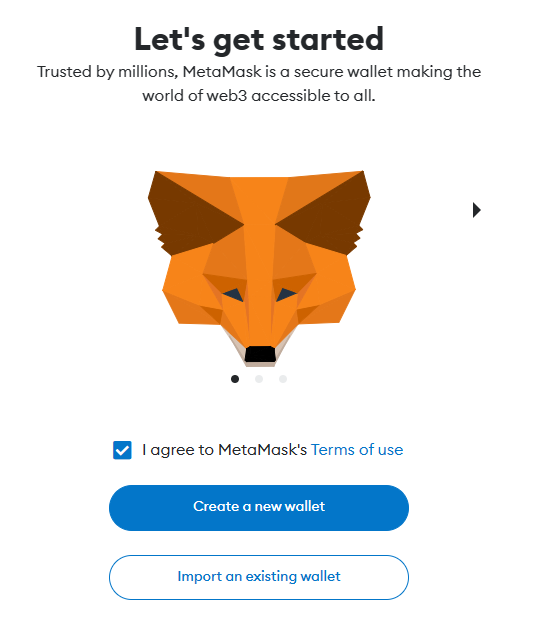 Let's get started
Trusted by millions, MetaMask is a secure wallet making the
world of web3 accessible to all.
I agree to MetaMask's Terms of use
Create a new wallet
Import an existing wallet